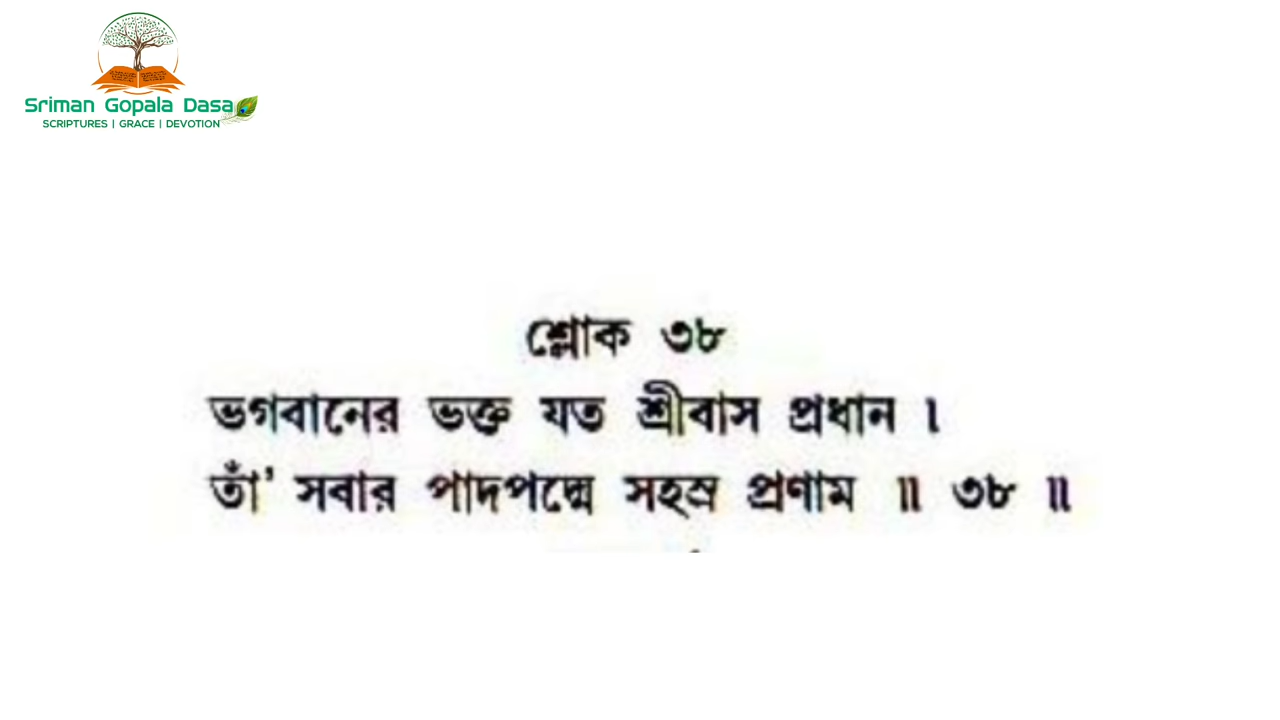 Sriman Gopala Dasa
SCRIPTURES | GRACE | DEVOTION
শ্লোক ৩৮
ভগবানের ভক্ত যত শ্রীবাস প্রধান ৷
তাঁ' সবার পাদপদ্মে সহস্র প্রণাম ॥ ৩৮ ॥